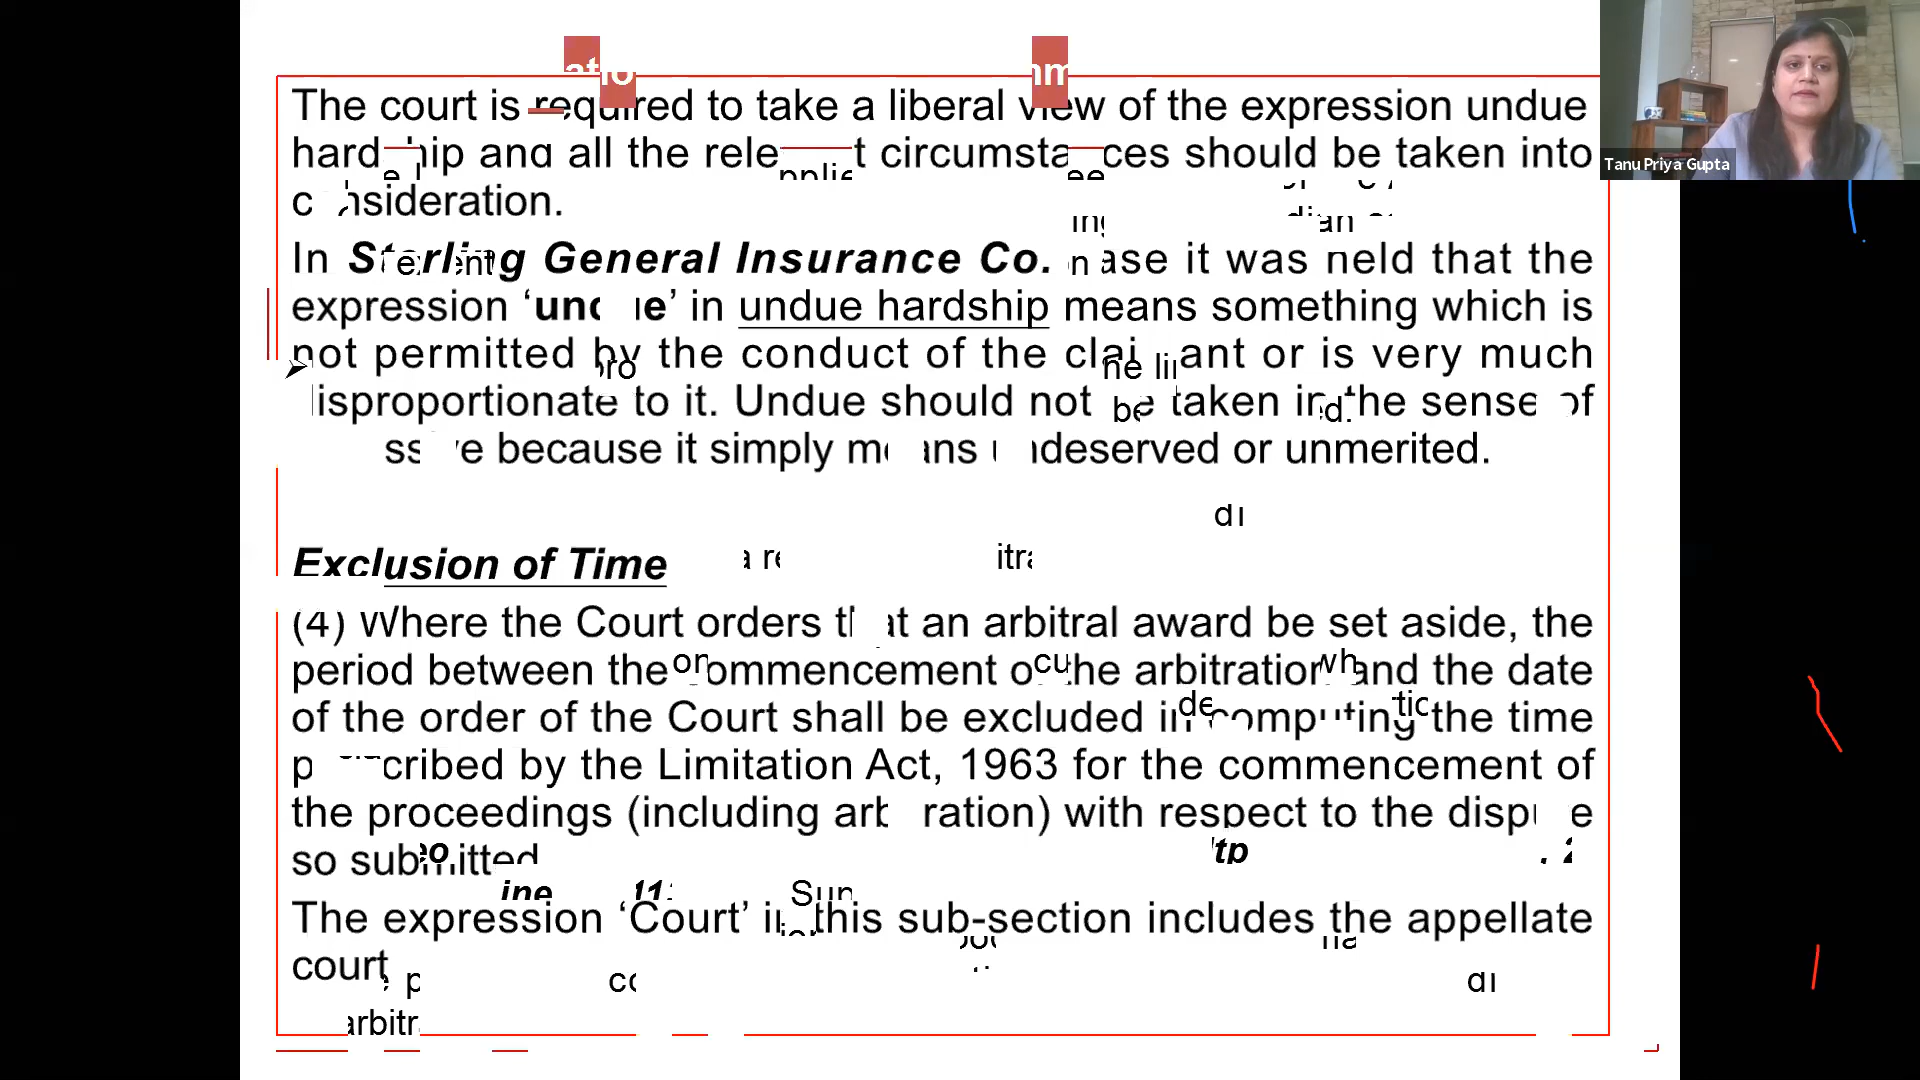 The court is required to take a liberal view of the expression undue
and all the circumstances should be taken into
consideration.
In Sterling General Insurance Co. case it was held that the
expression ‘undue’ in undue hardship means something which is
not permitted by the conduct of the claimant or is very much
disproportionate to it. Undue should not be taken in the sense of
because it simply means undeserved or unmerited.
Exclusion of Time
(4) Where the Court orders that an arbitral award be set aside, the
period between the commencement of the arbitration and the date
of the order of the Court shall be excluded in computing the time
prescribed by the Limitation Act, 1963 for the commencement of
the proceedings (including arbitration) with respect to the dispute
so submitted
The expression ‘Court’ in this sub-section includes the appellate
court
Tanu Priya Gupta